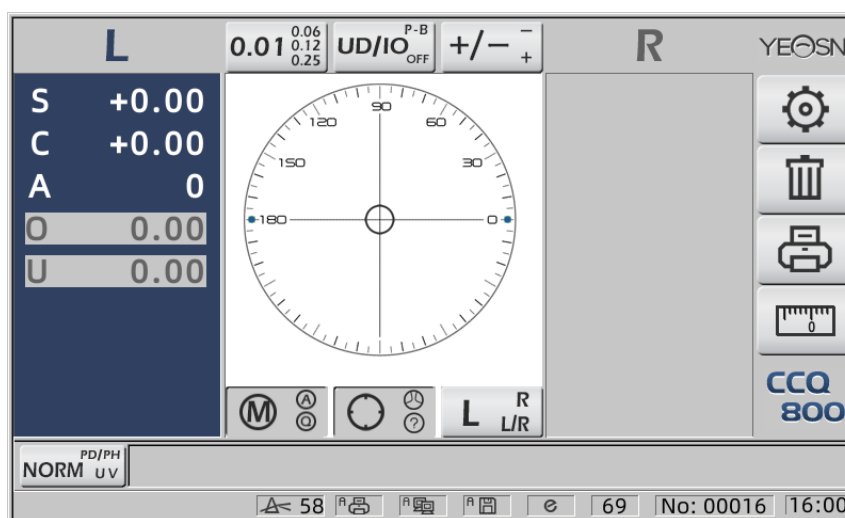 L
0.01 0.06
0.12
0.25
UD/IO P-B
OFF
+/- −
+
R
YEOSN
S +0.00
C +0.00
A 0
O 0.00
U 0.00
90
120
60
150
30
180
0
0
CCQ
800
M A
Q
?
L R
L/R
NORM PD/PH
UV
58
A
A
A
e
69
No: 00016
16:00